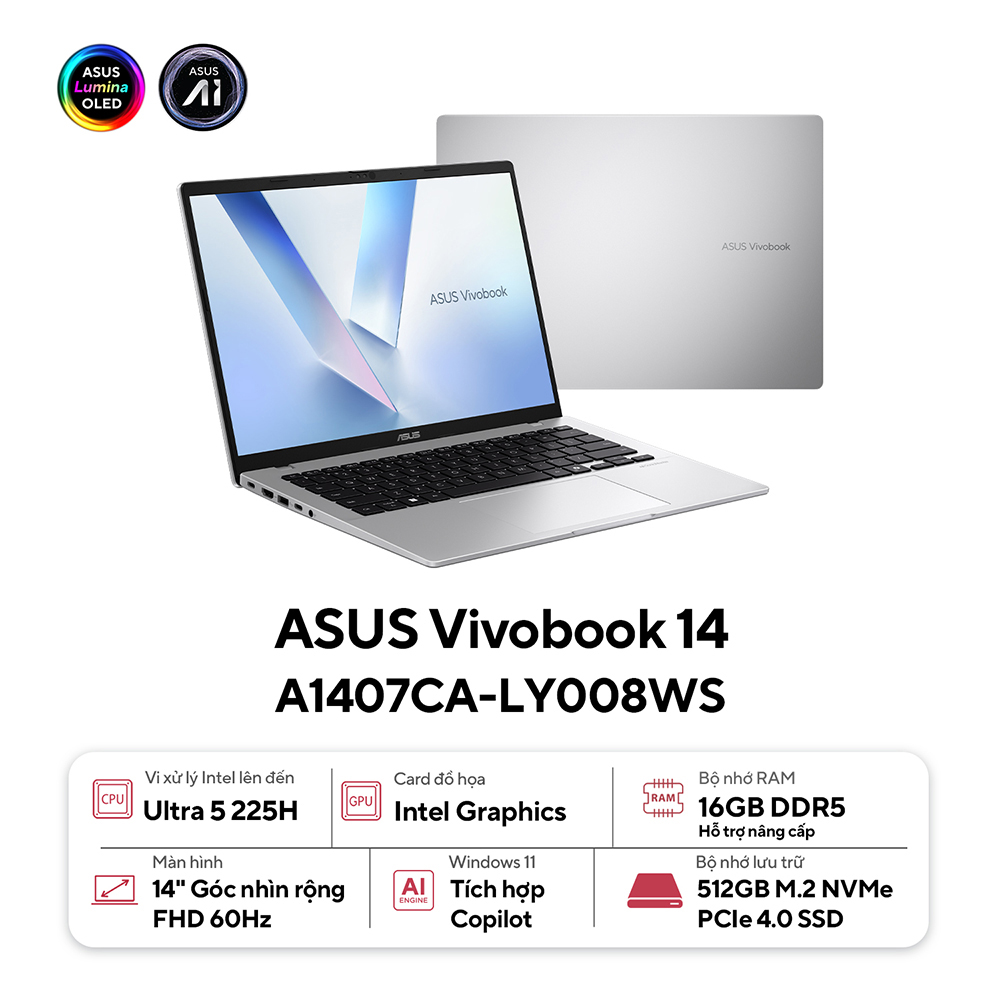 ASUS
Lumina
OLED
ASUS
Ai
ASUS Vivobook
ASUS Vivobook
ASUS
ASUS Vivobook 14
A1407CA-LY008WS
CPU
Vi xử lý Intel lên đến
Ultra 5 225H
GPU
Card đồ họa
Intel Graphics
RAM
Bộ nhớ RAM
16GB DDR5
Hỗ trợ nâng cấp
Màn hình
14" Góc nhìn rộng
FHD 60Hz
AI
ENGINE
Windows 11
Tích hợp
Copilot
Bộ nhớ lưu trữ
512GB M.2 NVMe
PCIe 4.0 SSD